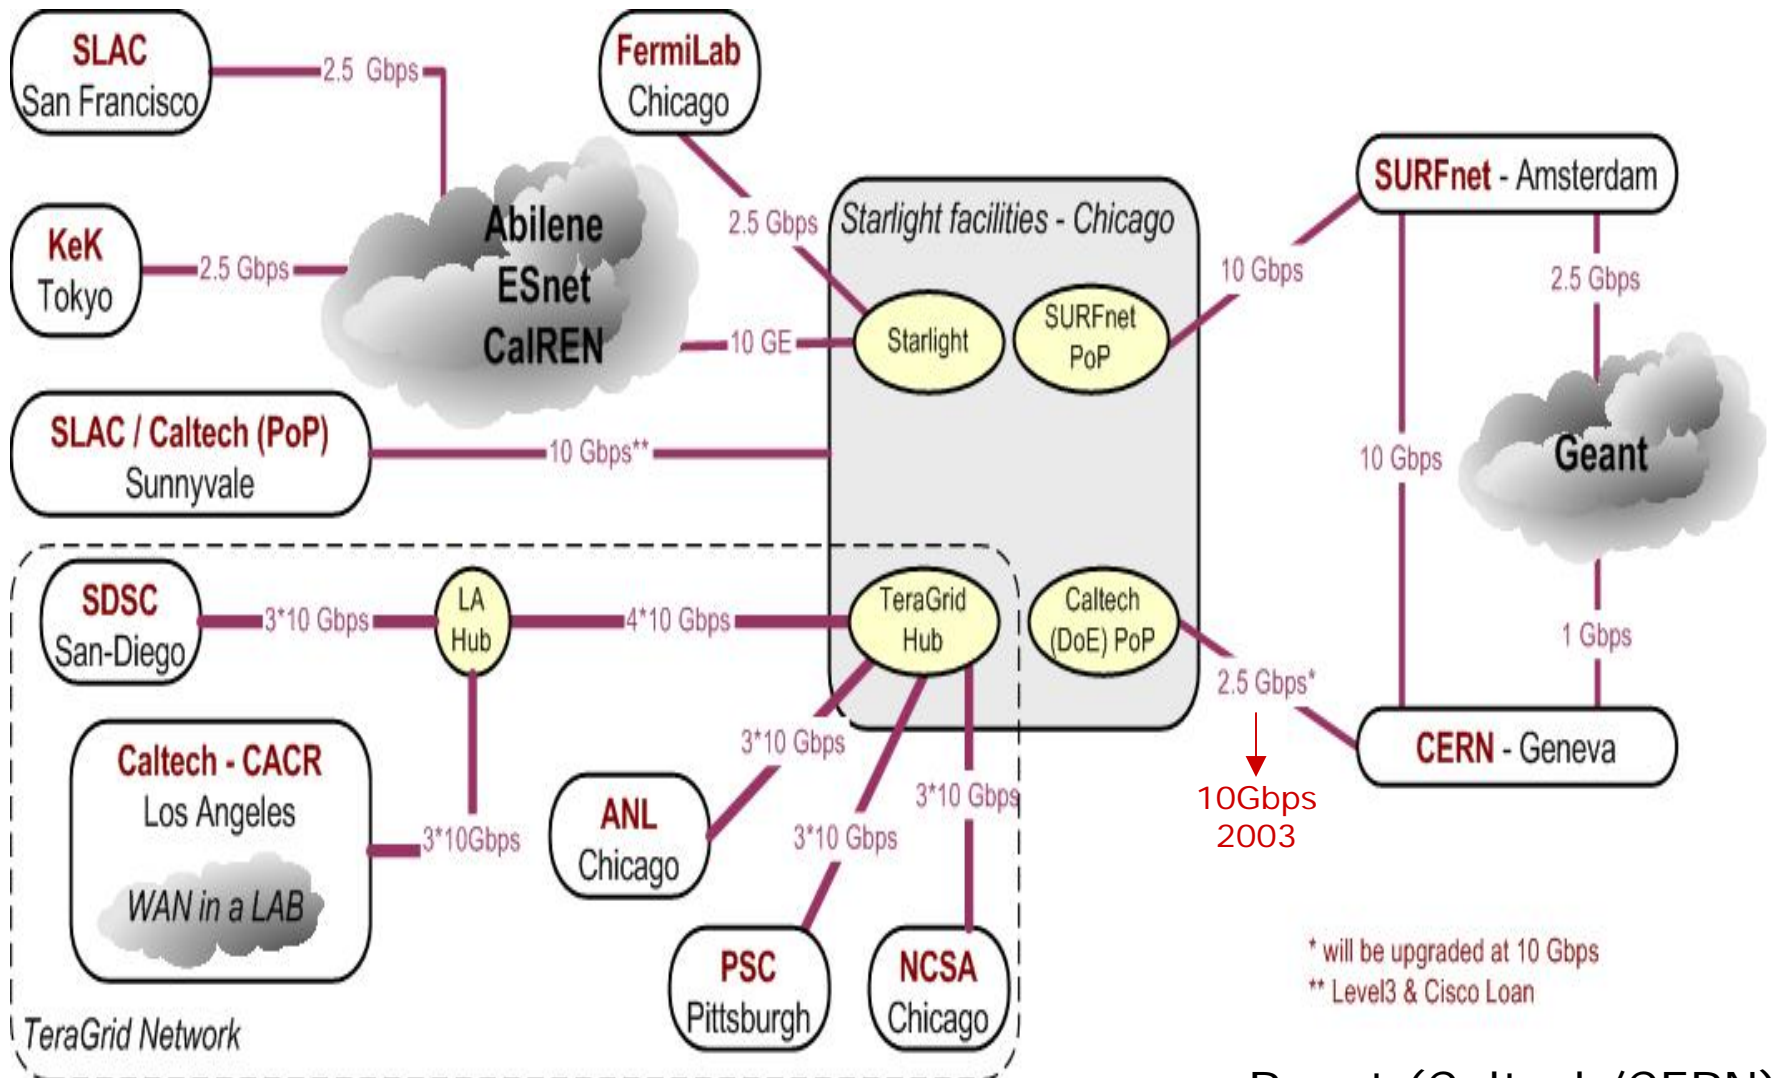 SLAC
San Francisco
2.5 Gbps
FermiLab
Chicago
2.5 Gbps
KeK
Tokyo
2.5 Gbps
Abilene
ESnet
CalREN
10 GE
SLAC / Caltech (PoP)
Sunnyvale
10 Gbps**
Starlight facilities - Chicago
Starlight
SURFnet
PoP
10 Gbps
SURFnet - Amsterdam
2.5 Gbps
10 Gbps
Geant
1 Gbps
CERN - Geneva
SDSC
San-Diego
3*10 Gbps
LA
Hub
4*10 Gbps
TeraGrid
Hub
Caltech
(DoE) PoP
2.5 Gbps*
10Gbps
2003
Caltech - CACR
Los Angeles
WAN in a LAB
3*10Gbps
3*10 Gbps
ANL
Chicago
3*10 Gbps
PSC
Pittsburgh
3*10 Gbps
NCSA
Chicago
TeraGrid Network
* will be upgraded at 10 Gbps
** Level3 & Cisco Loan
(Caltech/CERN)